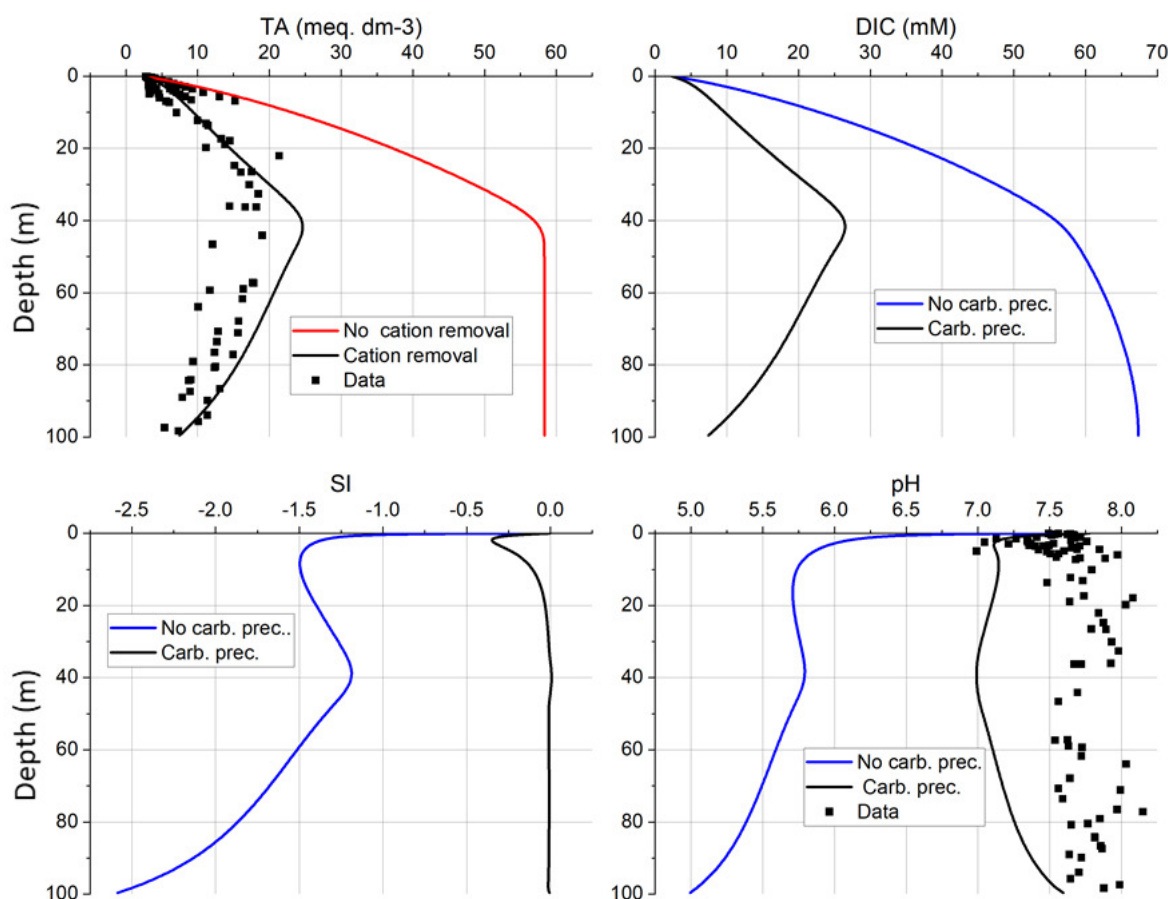 TA (meq. dm-3)
0 10 20 30 40 50 60
0
20
40
60
80
100
Depth (m)
No cation removal
Cation removal
Data
DIC (mM)
0 10 20 30 40 50 60 70
0
20
40
60
80
100
No carb. prec.
Carb. prec.
SI
-2.5 -2.0 -1.5 -1.0 -0.5 0.0
0
20
40
60
80
100
Depth (m)
No carb. prec..
Carb. prec.
pH
5.0 5.5 6.0 6.5 7.0 7.5 8.0
0
20
40
60
80
100
No carb. prec.
Carb. prec.
Data